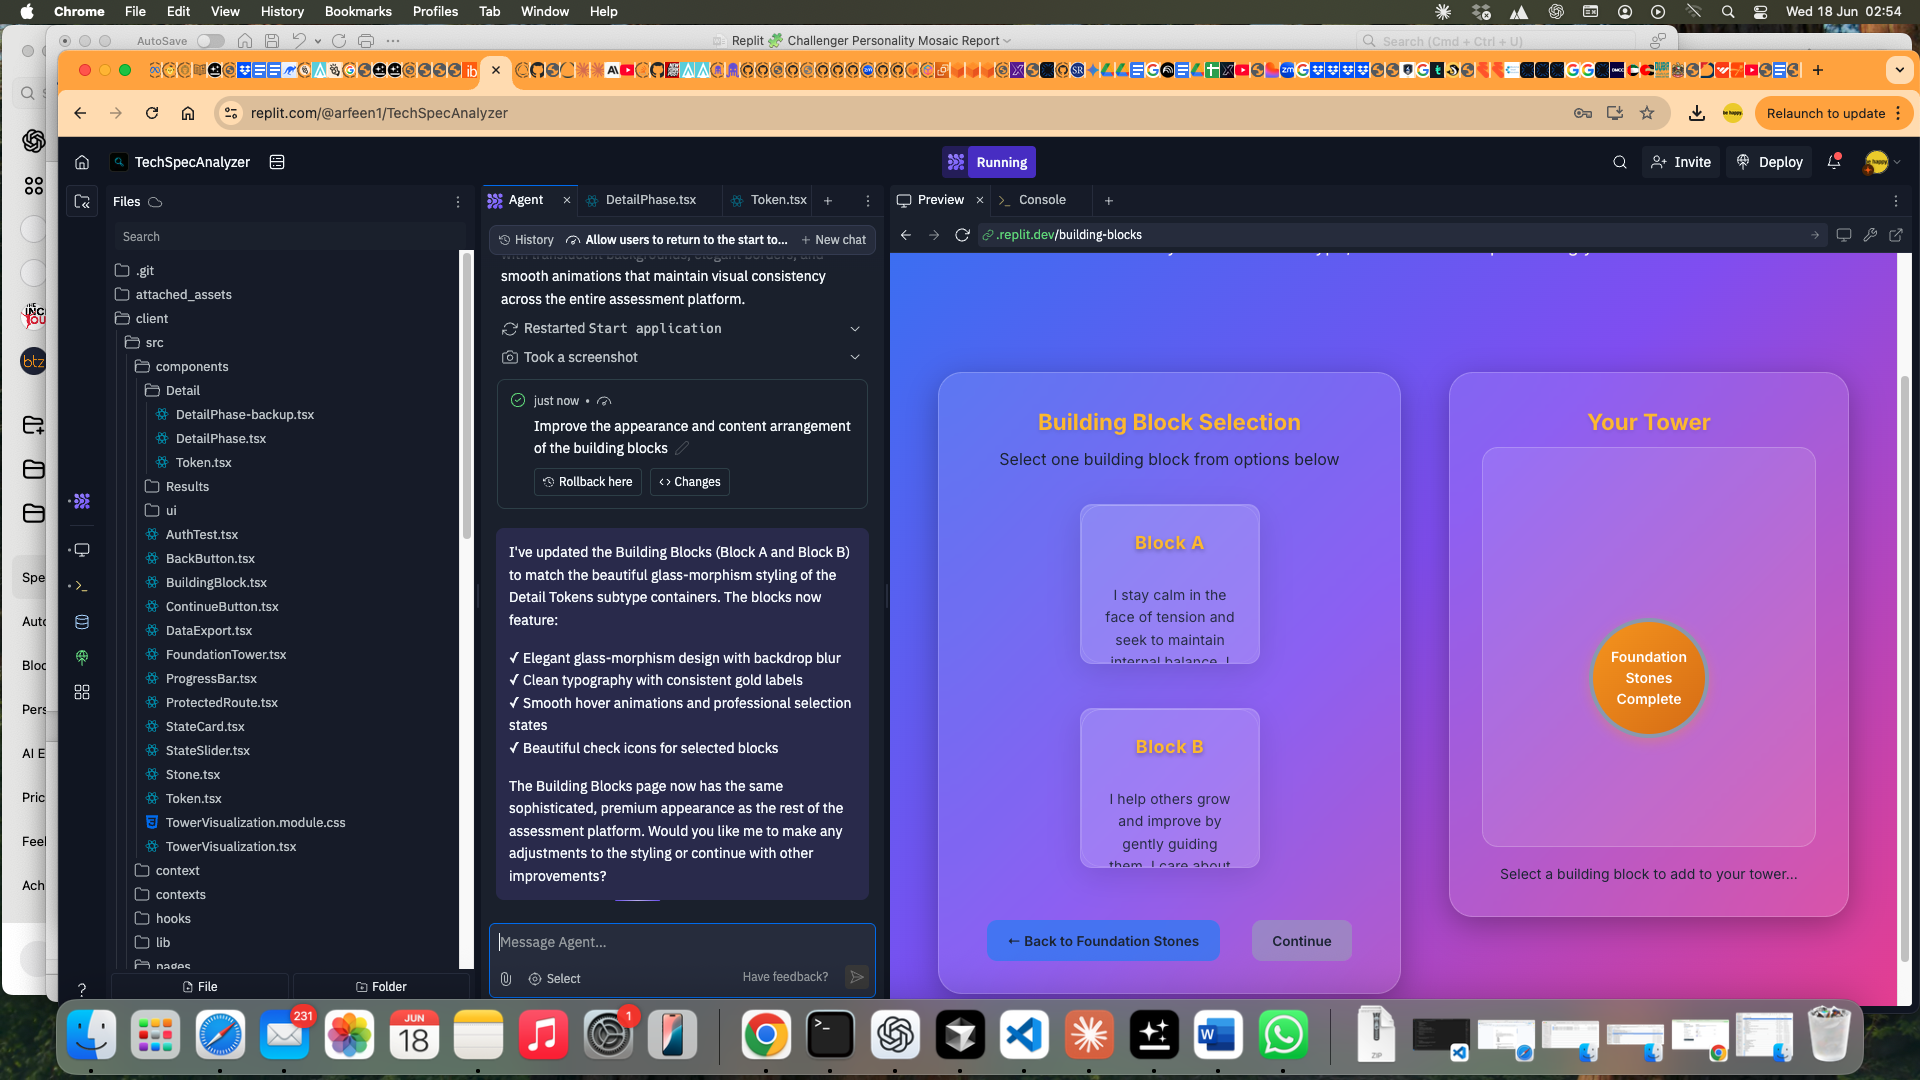 Chrome File Edit View History Bookmarks Profiles Tab Window Help
Wed 18 Jun 02:54
AutoSave
Replit 🧩 Challenger Personality Mosaic Report
Search (Cmd + Ctrl + U)
replit.com/@arfeen1/TechSpecAnalyzer
Relaunch to update
TechSpecAnalyzer
Running
Invite
Deploy
Files
Agent
DetailPhase.tsx
Token.tsx
Preview
Console
Search
History
Allow users to return to the start to...
New chat
.replit.dev/building-blocks
.git
attached_assets
client
src
components
Detail
DetailPhase-backup.tsx
DetailPhase.tsx
Token.tsx
Results
ui
AuthTest.tsx
BackButton.tsx
BuildingBlock.tsx
ContinueButton.tsx
DataExport.tsx
FoundationTower.tsx
ProgressBar.tsx
ProtectedRoute.tsx
StateCard.tsx
StateSlider.tsx
Stone.tsx
Token.tsx
TowerVisualization.module.css
TowerVisualization.tsx
context
contexts
hooks
lib
pages
File
Folder
with translucent backgrounds, elegant borders, and
smooth animations that maintain visual consistency
across the entire assessment platform.
Restarted Start application
Took a screenshot
just now •
Improve the appearance and content arrangement
of the building blocks
Rollback here
Changes
I've updated the Building Blocks (Block A and Block B)
to match the beautiful glass-morphism styling of the
Detail Tokens subtype containers. The blocks now
feature:
✓ Elegant glass-morphism design with backdrop blur
✓ Clean typography with consistent gold labels
✓ Smooth hover animations and professional selection
states
✓ Beautiful check icons for selected blocks
The Building Blocks page now has the same
sophisticated, premium appearance as the rest of the
assessment platform. Would you like me to make any
adjustments to the styling or continue with other
improvements?
Message Agent...
Select
Have feedback?
Building Block Selection
Select one building block from options below
Block A
I stay calm in the
face of tension and
seek to maintain
internal balance. I
Block B
I help others grow
and improve by
gently guiding
them. I care about
← Back to Foundation Stones
Continue
Your Tower
Foundation
Stones
Complete
Select a building block to add to your tower...
btz
Spe
Auto
Bloc
Pers
AI E
Pric
Feel
Ach
231
JUN
18
1
ZIP